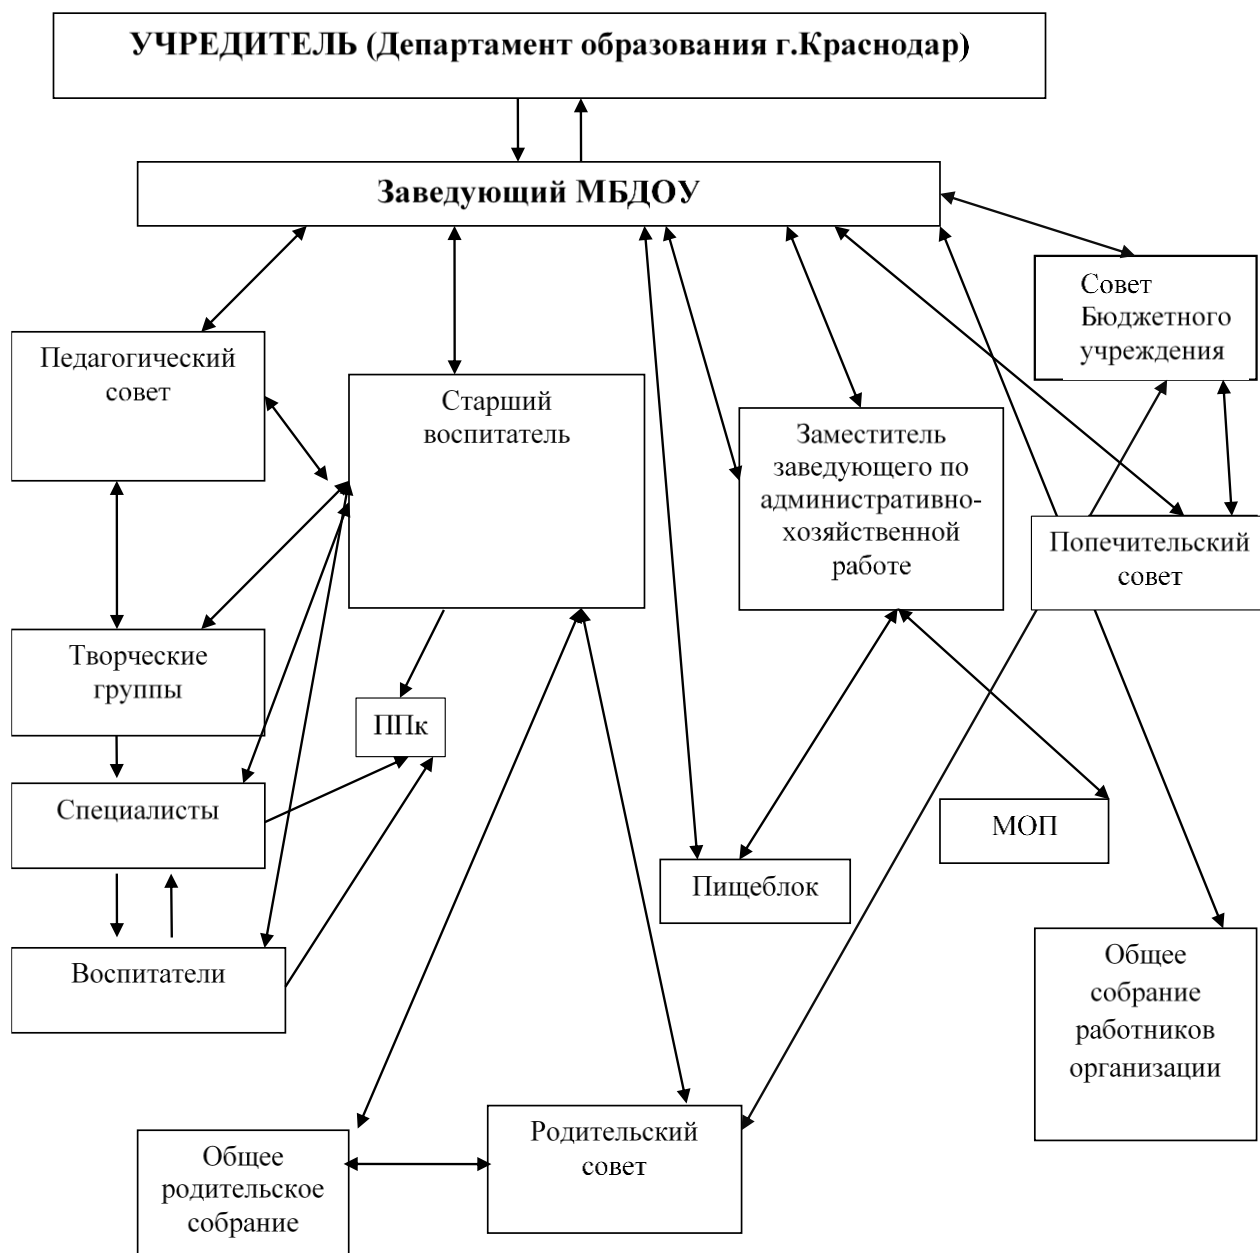 УЧРЕДИТЕЛЬ (Департамент образования г.Краснодар)
Заведующий МБДОУ
Совет
Бюджетного
учреждения
Педагогический
совет
Старший
воспитатель
Заместитель
заведующего по
административно-
хозяйственной
работе
Попечительский
совет
Творческие
группы
ППк
Специалисты
МОП
Пищеблок
Воспитатели
Общее
собрание
работников
организации
Родительский
совет
Общее
родительское
собрание